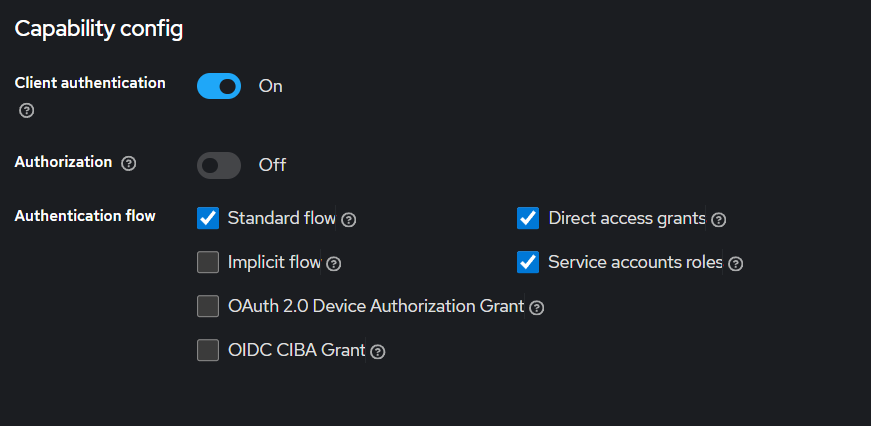 Capability config
Client authentication
On
Authorization
Off
Authentication flow
Standard flow
Direct access grants
Implicit flow
Service accounts roles
OAuth 2.0 Device Authorization Grant
OIDC CIBA Grant